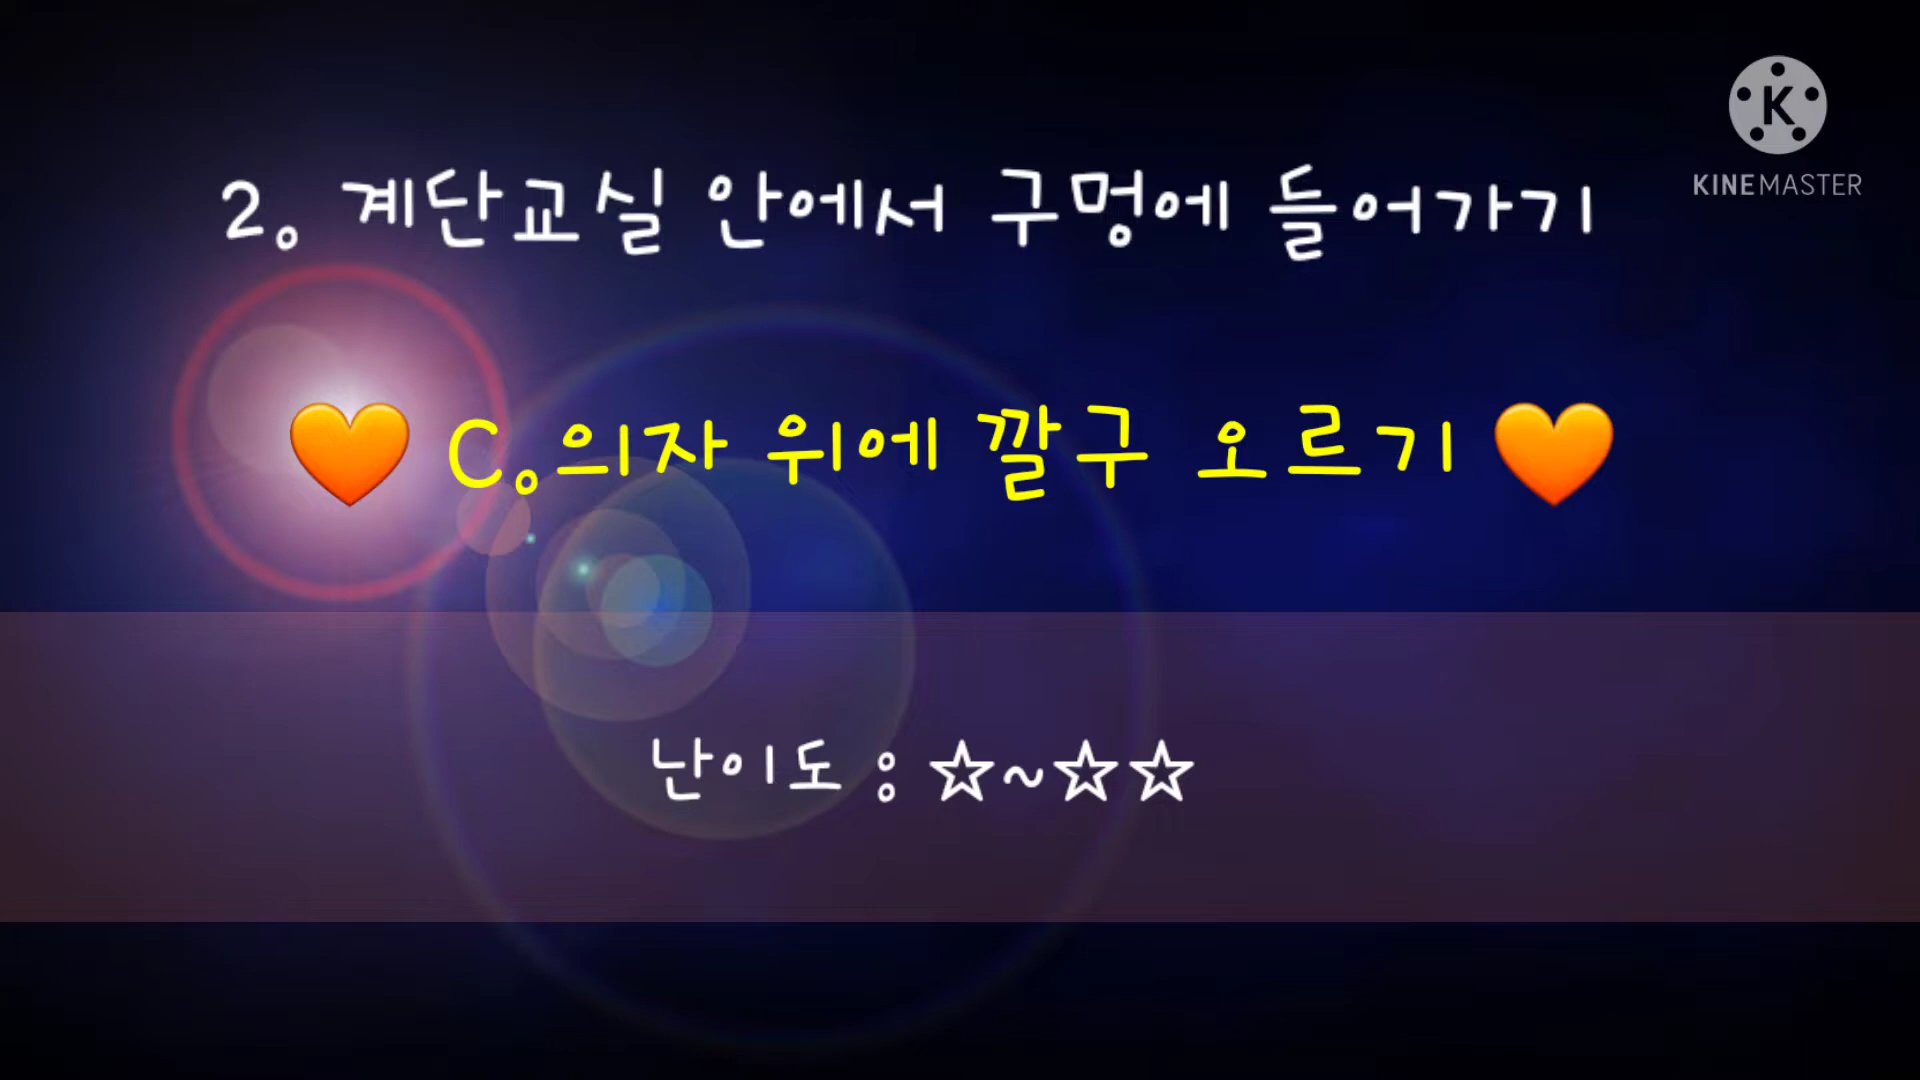 KINEMASTER
2. 계단교실 안에서 구멍에 들어가기
🧡 C.의자 위에 깔구 오르기 🧡
난이도 : ☆~☆☆